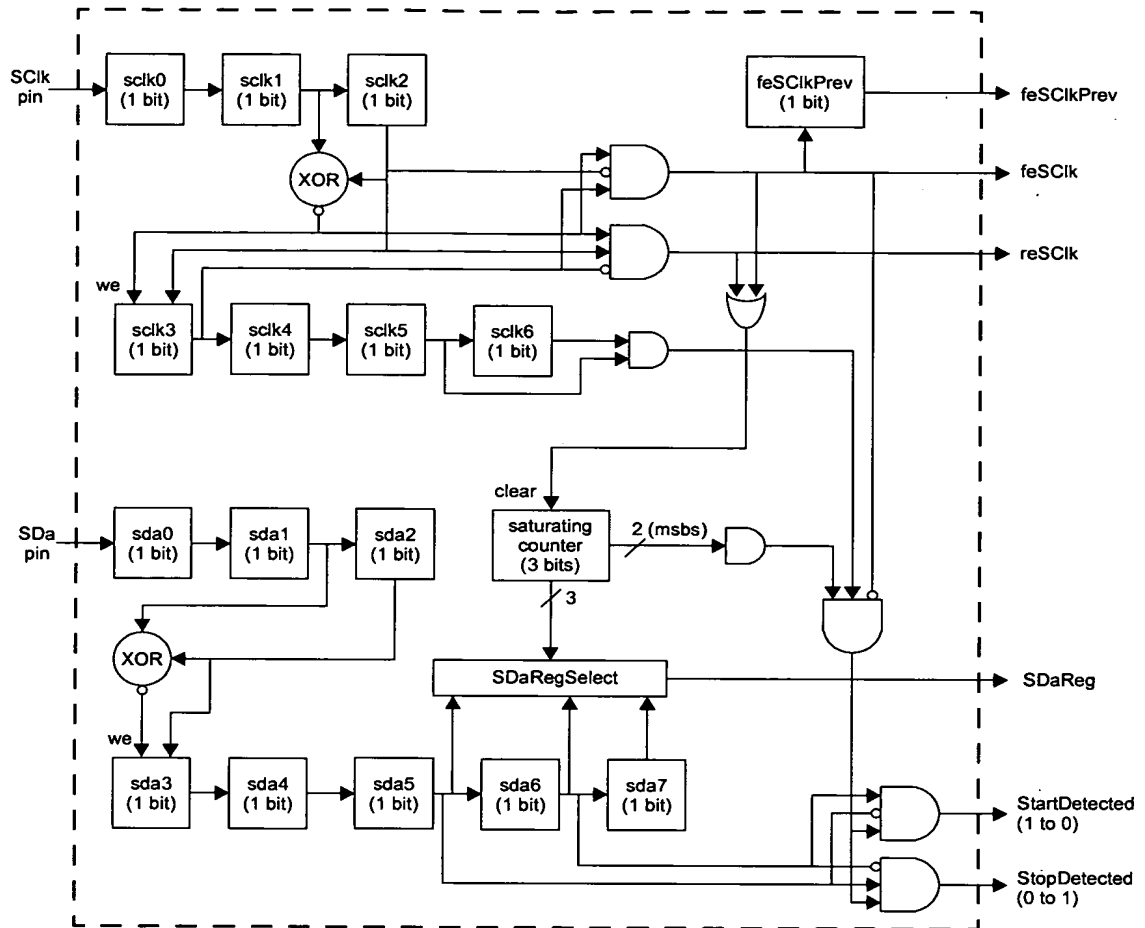 SClk
pin
sclk0
(1 bit)
sclk1
(1 bit)
sclk2
(1 bit)
feSClkPrev
(1 bit)
feSClkPrev
XOR
feSClk
reSClk
we
sclk3
(1 bit)
sclk4
(1 bit)
sclk5
(1 bit)
sclk6
(1 bit)
clear
SDa
pin
sda0
(1 bit)
sda1
(1 bit)
sda2
(1 bit)
saturating
counter
(3 bits)
2 (msbs)
3
XOR
SDaRegSelect
SDaReg
we
sda3
(1 bit)
sda4
(1 bit)
sda5
(1 bit)
sda6
(1 bit)
sda7
(1 bit)
StartDetected
(1 to 0)
StopDetected
(0 to 1)